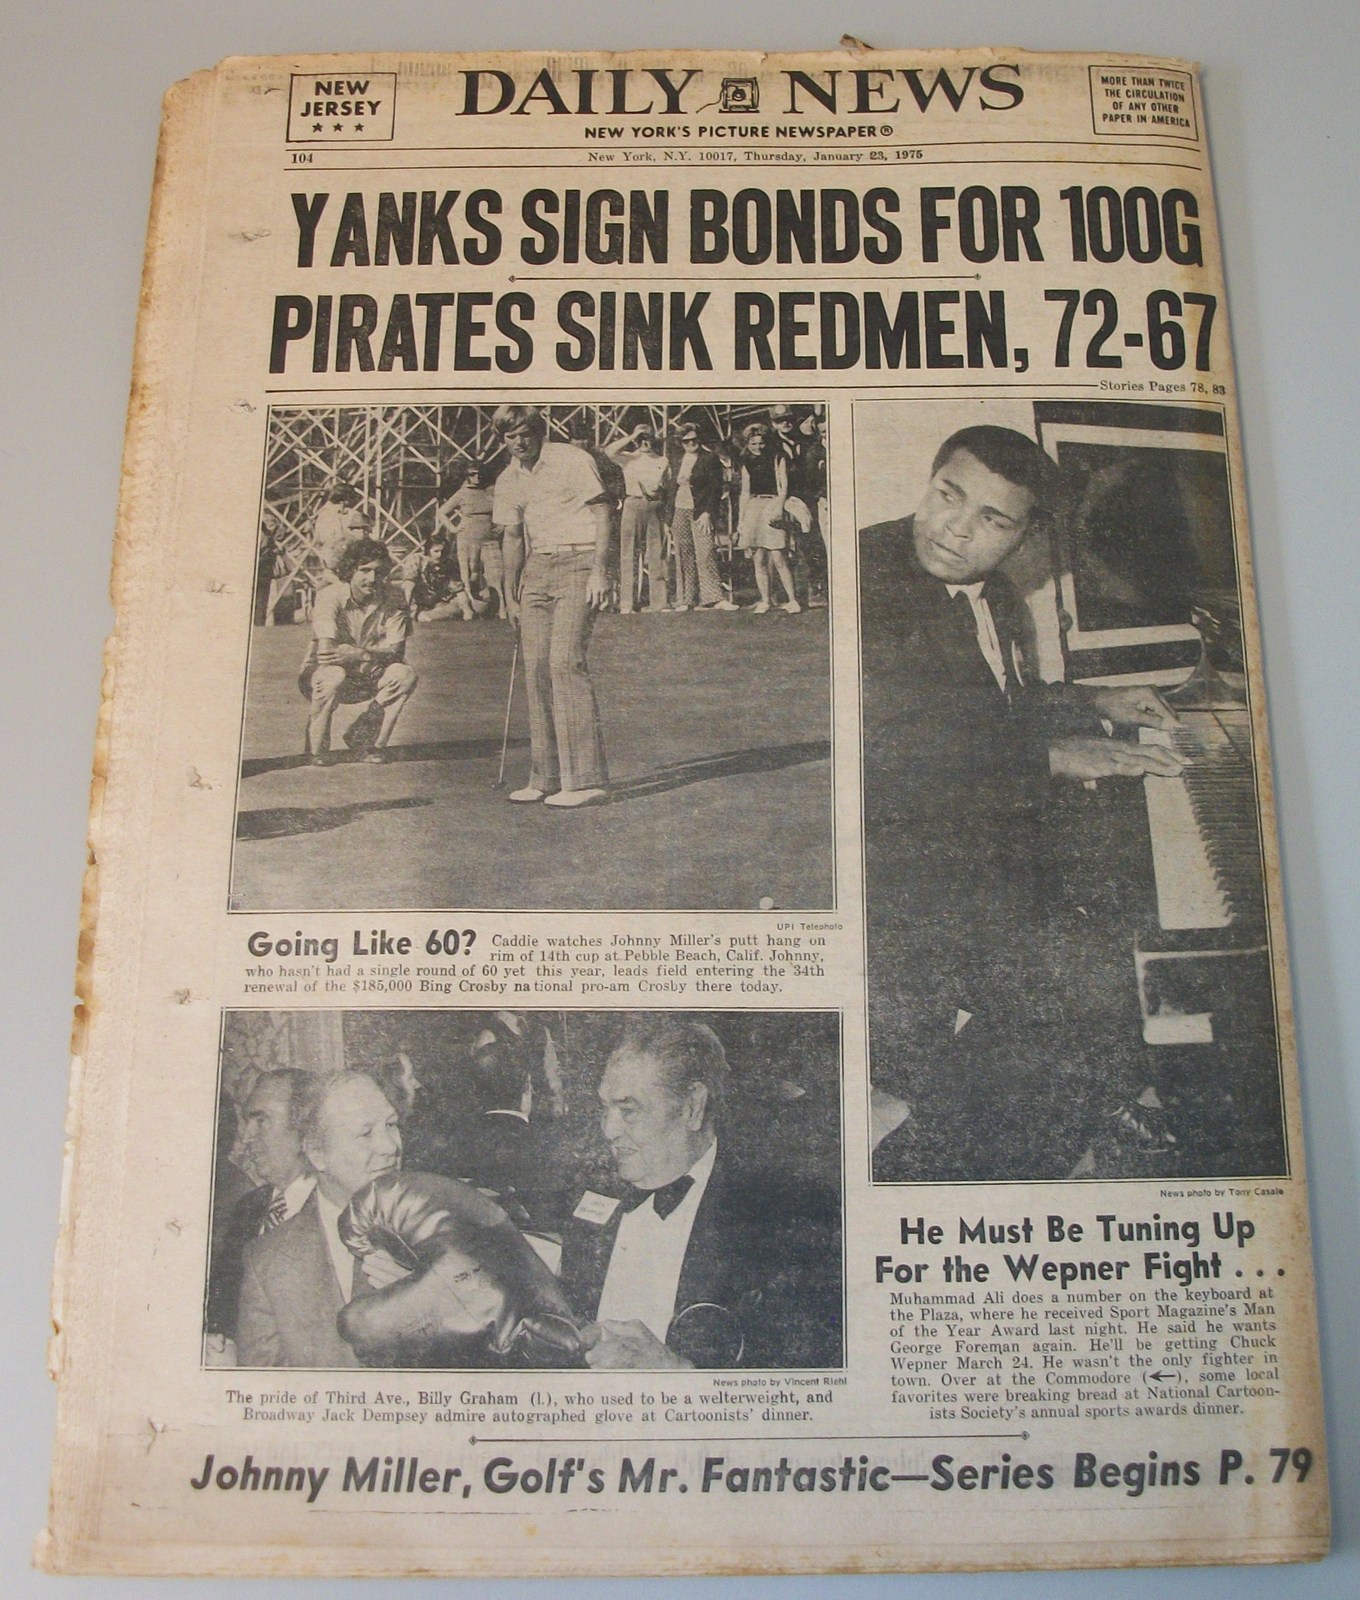 NEW
JERSEY
★ ★ ★
DAILY NEWS
NEW YORK'S PICTURE NEWSPAPER®
MORE THAN TWICE
THE CIRCULATION
OF ANY OTHER
PAPER IN AMERICA
104
New York, N.Y. 10017, Thursday, January 23, 1975
YANKS SIGN BONDS FOR 100G
PIRATES SINK REDMEN, 72-67
Stories Pages 78, 83
UPI Telephoto
Going Like 60? Caddie watches Johnny Miller's putt hang on
rim of 14th cup at Pebble Beach, Calif. Johnny,
who hasn't had a single round of 60 yet this year, leads field entering the 34th
renewal of the $185,000 Bing Crosby national pro-am Crosby there today.
News photo by Vincent Riehl
The pride of Third Ave., Billy Graham (l.), who used to be a welterweight, and
Broadway Jack Dempsey admire autographed glove at Cartoonists' dinner.
News photo by Tony Casale
He Must Be Tuning Up
For the Wepner Fight . . .
Muhammad Ali does a number on the keyboard at
the Plaza, where he received Sport Magazine's Man
of the Year Award last night. He said he wants
George Foreman again. He'll be getting Chuck
Wepner March 24. He wasn't the only fighter in
town. Over at the Commodore (←), some local
favorites were breaking bread at National Cartoon-
ists Society's annual sports awards dinner.
Johnny Miller, Golf's Mr. Fantastic—Series Begins P. 79